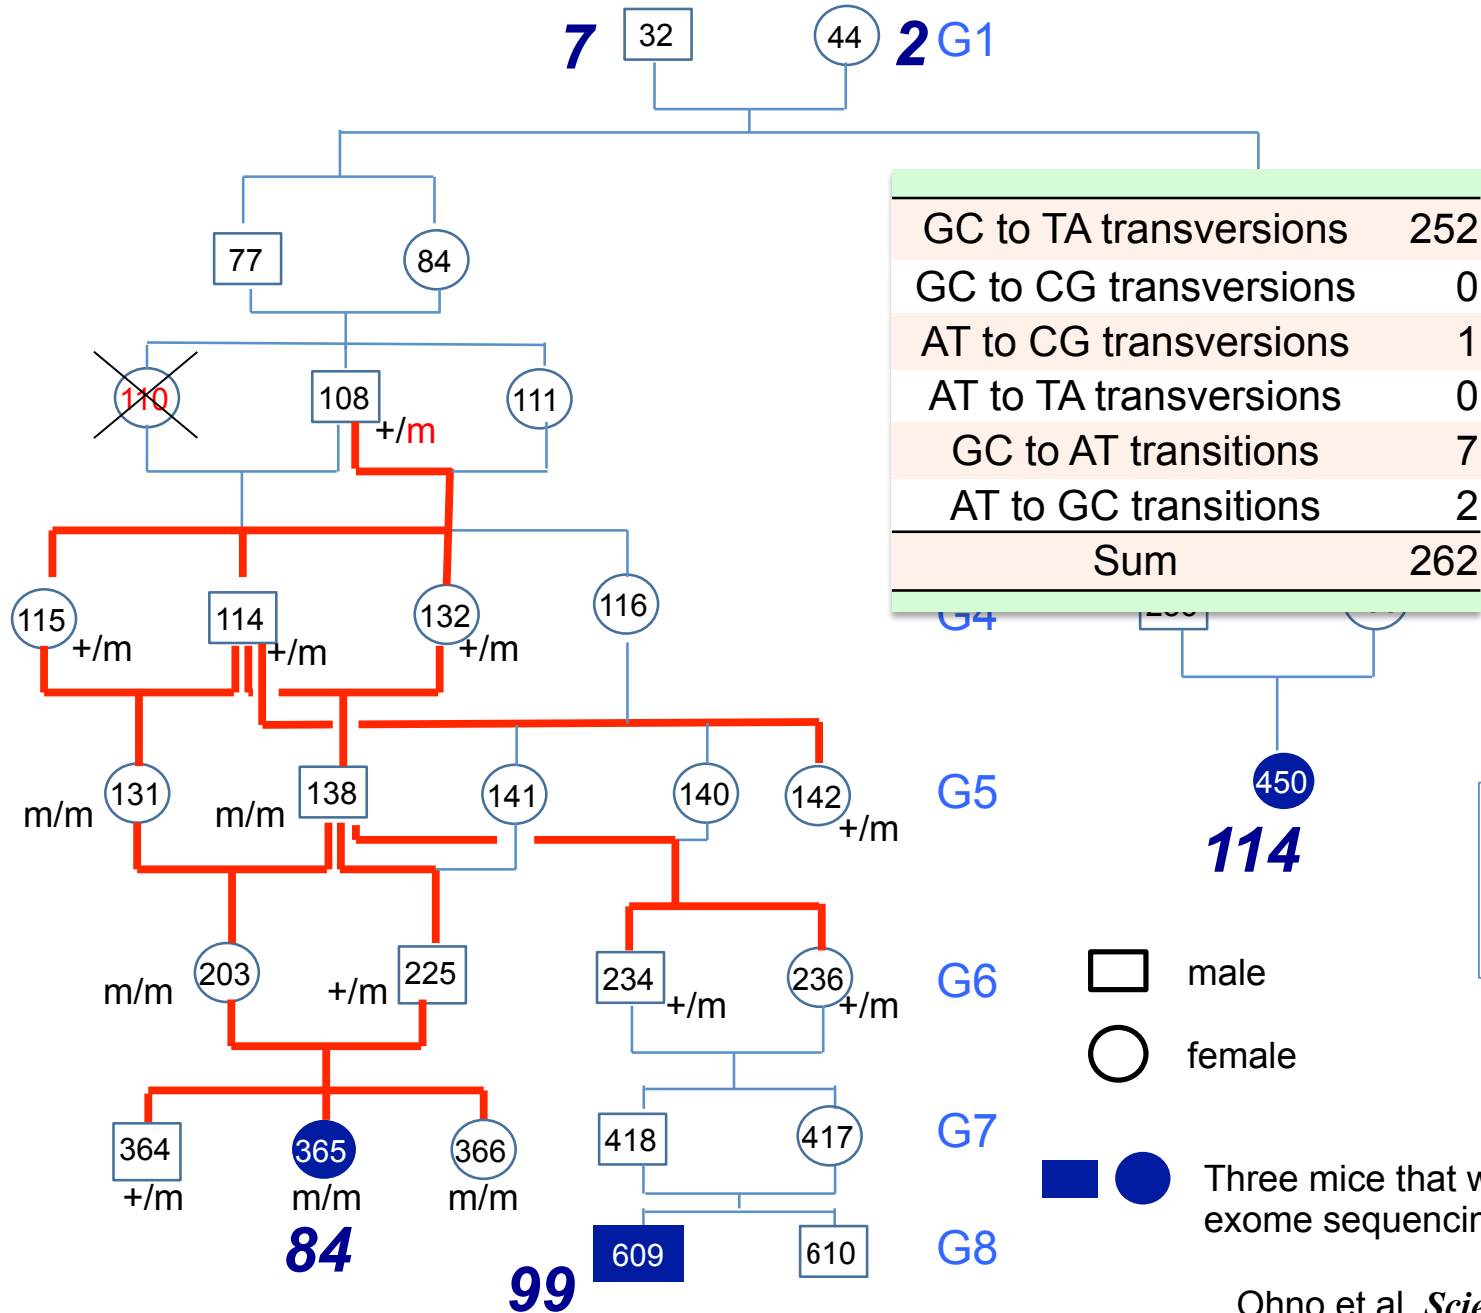 7 32 44 2 G1
77 84
GC to TA transversions 252
GC to CG transversions 0
AT to CG transversions 1
AT to TA transversions 0
GC to AT transitions 7
AT to GC transitions 2
Sum 262
110 108 111
+/m
115 114 132 116 G4
+/m +/m +/m
131 138 141 140 142 G5 450
m/m m/m +/m
114
203 225 234 236 G6 male
m/m +/m +/m +/m
female
364 365 366 418 417 G7
+/m m/m m/m
Three mice that
exome
84
609 610 G8
99
Ohno et al.